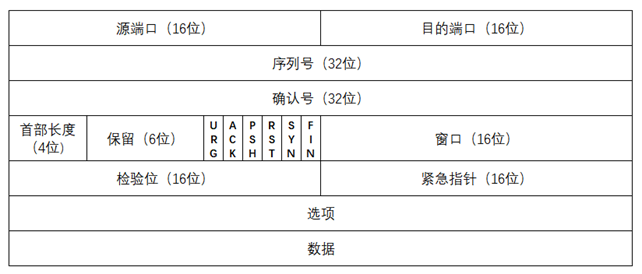 源端口（16位） 目的端口（16位）
序列号（32位）
确认号（32位）
首部长度（4位） 保留（6位） URG ACK PSH RST SYN FIN 窗口（16位）
检验位（16位） 紧急指针（16位）
选项
数据